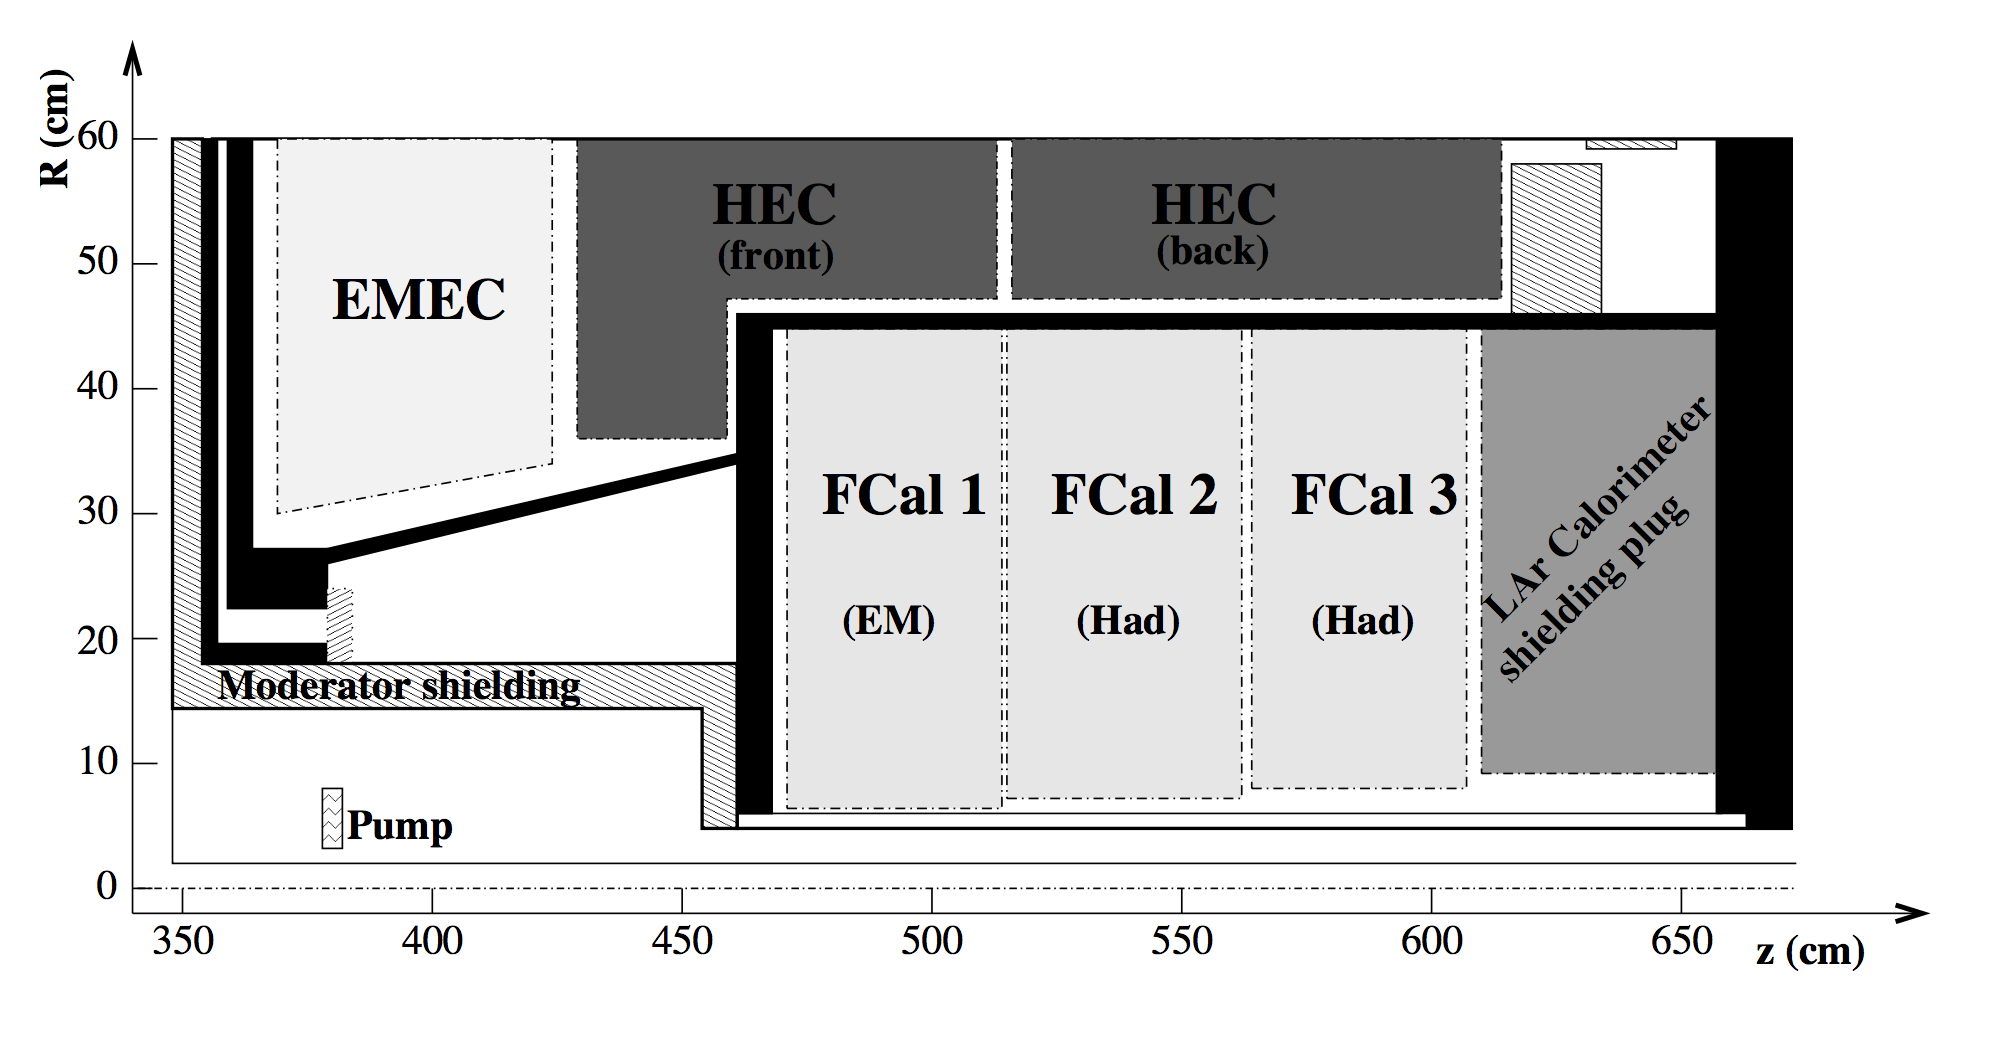 R (cm)
60
50
40
30
20
10
0
HEC
(front)
HEC
(back)
EMEC
FCal 1
(EM)
FCal 2
(Had)
FCal 3
(Had)
LAr Calorimeter
shielding plug
Moderator shielding
Pump
350
400
450
500
550
600
650
z (cm)